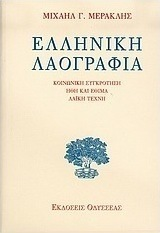 ΜΙΧΑΗΛ Γ. ΜΕΡΑΚΛΗΣ
ΕΛΛΗΝΙΚΗ
ΛΑΟΓΡΑΦΙΑ
ΚΟΙΝΩΝΙΚΗ ΣΥΓΚΡΟΤΗΣΗ
ΗΘΗ ΚΑΙ ΕΘΙΜΑ
ΛΑΪΚΗ ΤΕΧΝΗ
ΕΚΔΟΣΕΙΣ ΟΔΥΣΣΕΑΣ